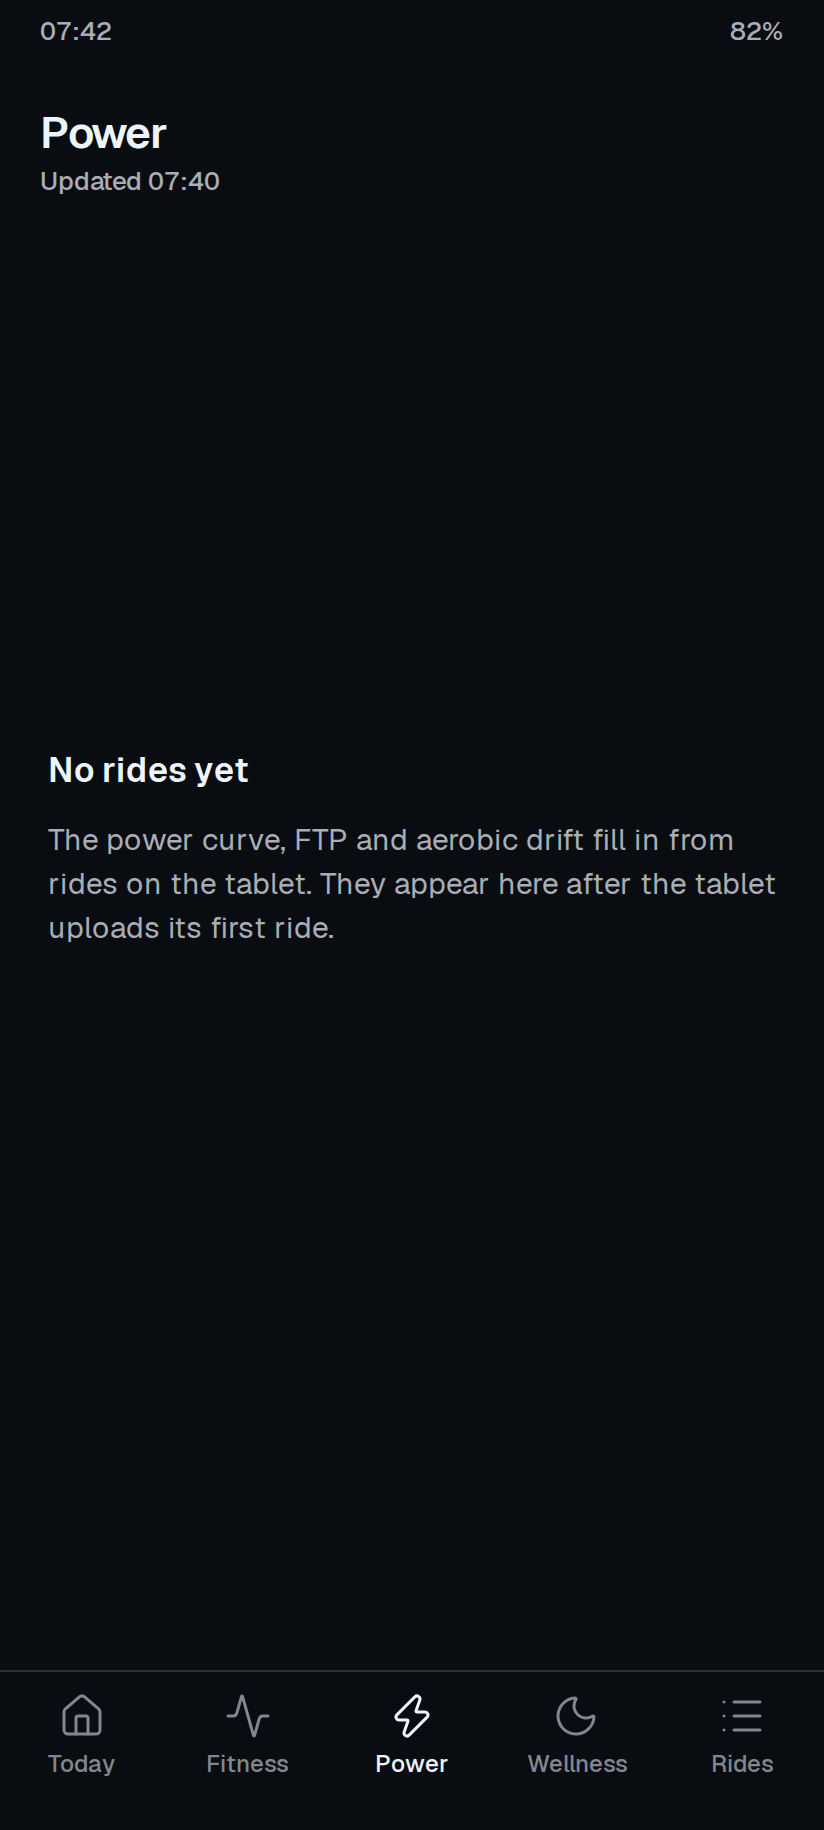 07:42 82%
Power
Updated 07:40
No rides yet
The power curve, FTP and aerobic drift fill in from
rides on the tablet. They appear here after the tablet
uploads its first ride.
Today Fitness Power Wellness Rides